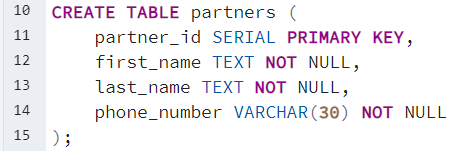 10 CREATE TABLE partners (
11     partner_id SERIAL PRIMARY KEY,
12     first_name TEXT NOT NULL,
13     last_name TEXT NOT NULL,
14     phone_number VARCHAR(30) NOT NULL
15 );